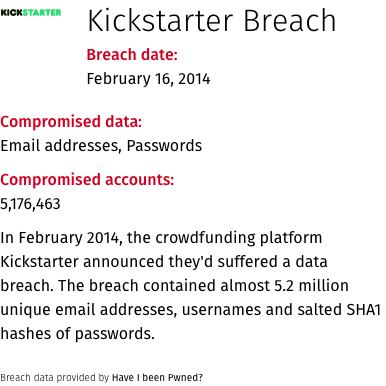 KICKSTARTER
Kickstarter Breach
Breach date:
February 16, 2014
Compromised data:
Email addresses, Passwords
Compromised accounts:
5,176,463
In February 2014, the crowdfunding platform
Kickstarter announced they'd suffered a data
breach. The breach contained almost 5.2 million
unique email addresses, usernames and salted SHA1
hashes of passwords.
Breach data provided by Have I been Pwned?